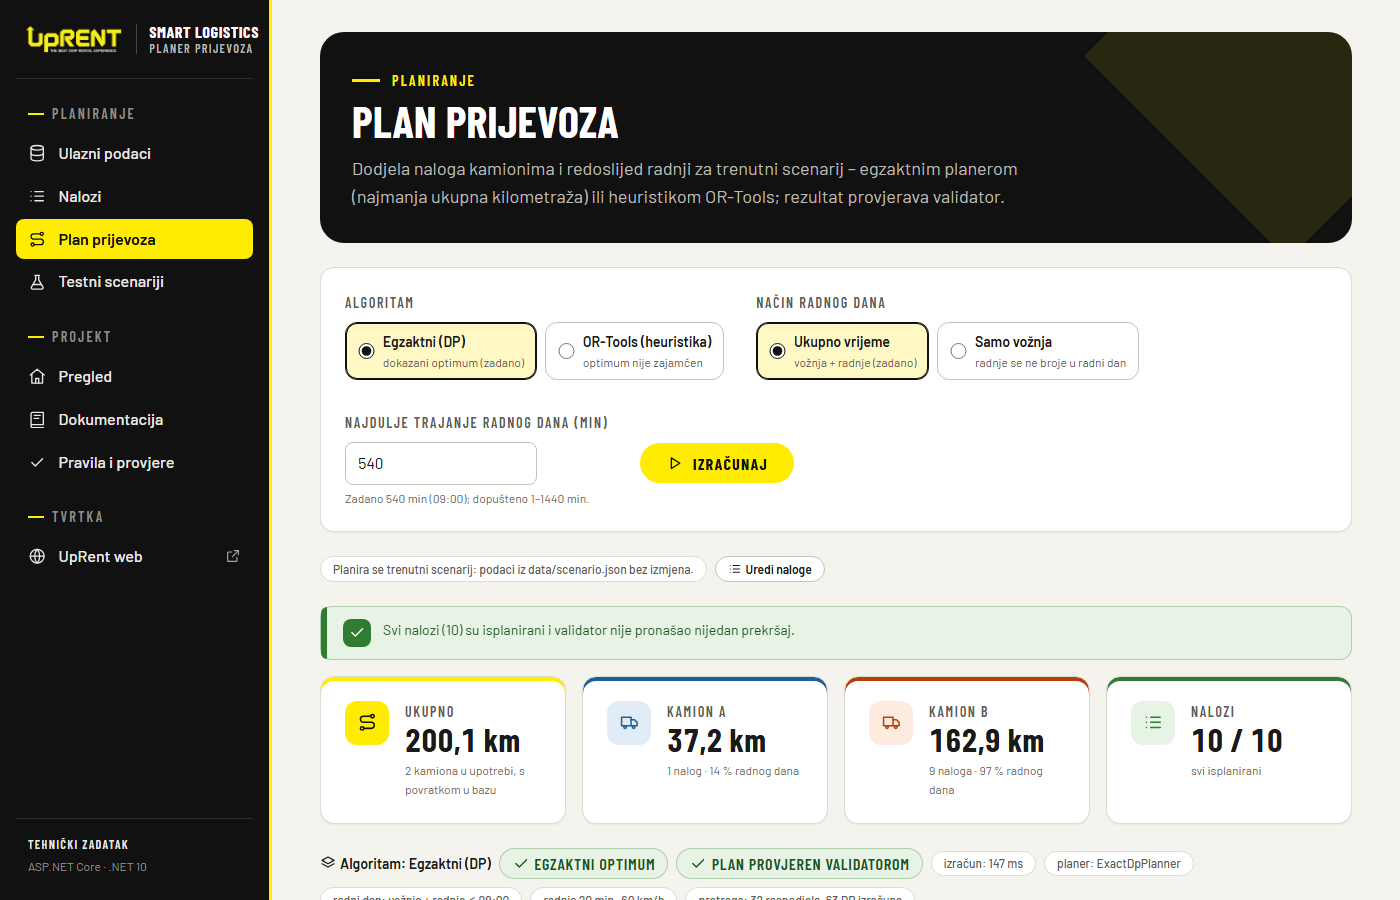 UpRENT
SMART LOGISTICS
PLANER PRIJEVOZA
PLANIRANJE
Ulazni podaci
Nalozi
Plan prijevoza
Testni scenariji
PROJEKT
Pregled
Dokumentacija
Pravila i provjere
TVRTKA
UpRent web
TEHNIČKI ZADATAK
ASP.NET Core · .NET 10
PLANIRANJE
PLAN PRIJEVOZA
Dodjela naloga kamionima i redoslijed radnji za trenutni scenarij – egzaktnim planerom
(najmanja ukupna kilometraža) ili heuristikom OR-Tools; rezultat provjerava validator.
ALGORITAM
Egzaktni (DP)
dokazani optimum (zadano)
OR-Tools (heuristika)
optimum nije zajamčen
NAČIN RADNOG DANA
Ukupno vrijeme
vožnja + radnje (zadano)
Samo vožnja
radnje se ne broje u radni dan
NAJDULJE TRAJANJE RADNOG DANA (MIN)
540
IZRAČUNAJ
Zadano 540 min (09:00); dopušteno 1–1440 min.
Planira se trenutni scenarij: podaci iz data/scenario.json bez izmjena.
Uredi naloge
Svi nalozi (10) su isplanirani i validator nije pronašao nijedan prekršaj.
UKUPNO
200,1 km
2 kamiona u upotrebi, s
povratkom u bazu
KAMION A
37,2 km
1 nalog · 14 % radnog dana
KAMION B
162,9 km
9 naloga · 97 % radnog
dana
NALOZI
10 / 10
svi isplanirani
Algoritam: Egzaktni (DP)
EGZAKTNI OPTIMUM
PLAN PROVJEREN VALIDATOROM
izračun: 147 ms
planer: ExactDpPlanner